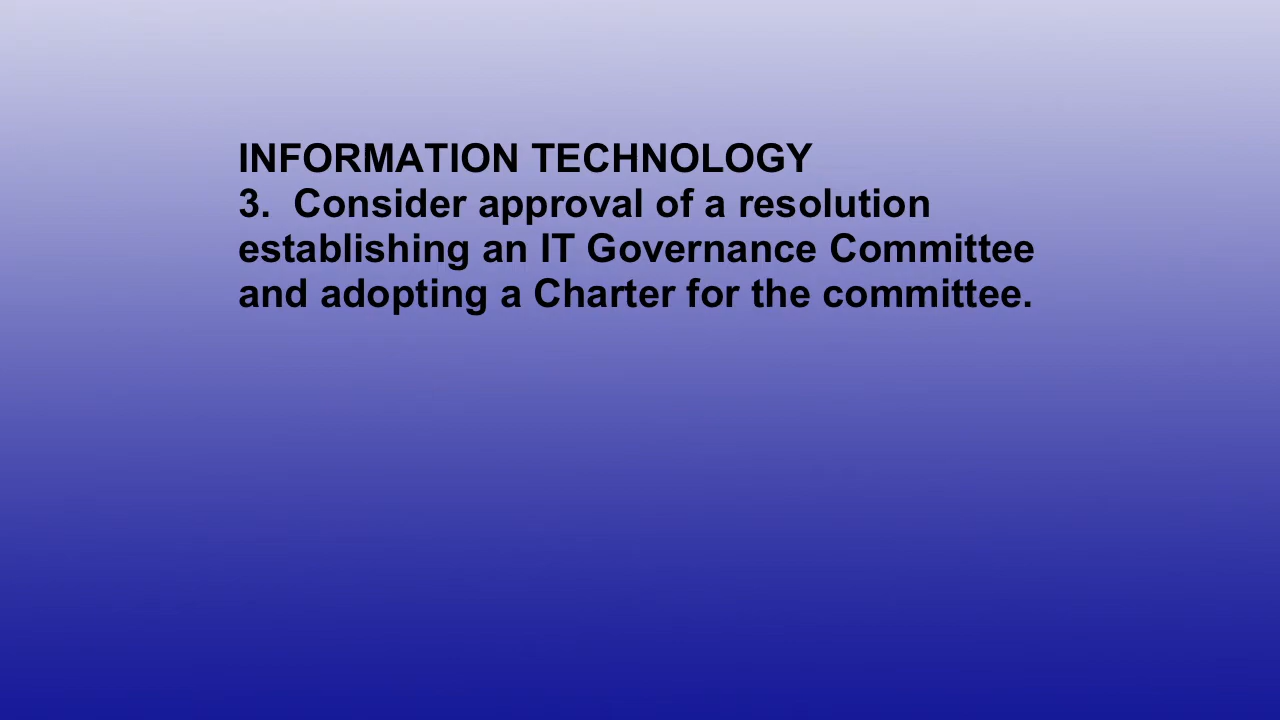 INFORMATION TECHNOLOGY
3.  Consider approval of a resolution
establishing an IT Governance Committee
and adopting a Charter for the committee.